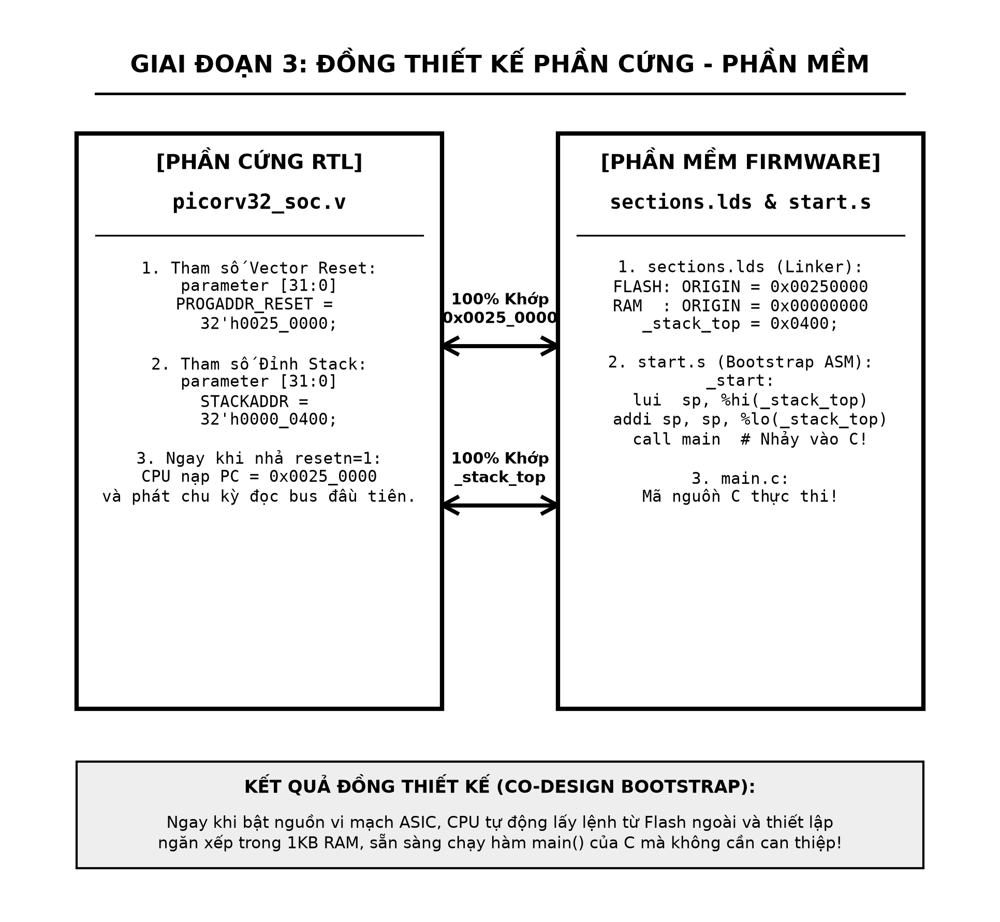 GIAI ĐOẠN 3: ĐỒNG THIẾT KẾ PHẦN CỨNG - PHẦN MỀM
[PHẦN CỨNG RTL]
picorv32_soc.v
1. Tham số Vector Reset:
parameter [31:0]
PROGADDR_RESET =
32'h0025_0000;
2. Tham số Đỉnh Stack:
parameter [31:0]
STACKADDR =
32'h0000_0400;
3. Ngay khi nhả resetn=1:
CPU nạp PC = 0x0025_0000
và phát chu kỳ đọc bus đầu tiên.
100% Khớp
0x0025_0000
100% Khớp
_stack_top
[PHẦN MỀM FIRMWARE]
sections.lds & start.s
1. sections.lds (Linker):
FLASH: ORIGIN = 0x00250000
RAM  : ORIGIN = 0x00000000
_stack_top = 0x0400;
2. start.s (Bootstrap ASM):
_start:
lui  sp, %hi(_stack_top)
addi sp, sp, %lo(_stack_top)
call main  # Nhảy vào C!
3. main.c:
Mã nguồn C thực thi!
KẾT QUẢ ĐỒNG THIẾT KẾ (CO-DESIGN BOOTSTRAP):
Ngay khi bật nguồn vi mạch ASIC, CPU tự động lấy lệnh từ Flash ngoài và thiết lập
ngăn xếp trong 1KB RAM, sẵn sàng chạy hàm main() của C mà không cần can thiệp!